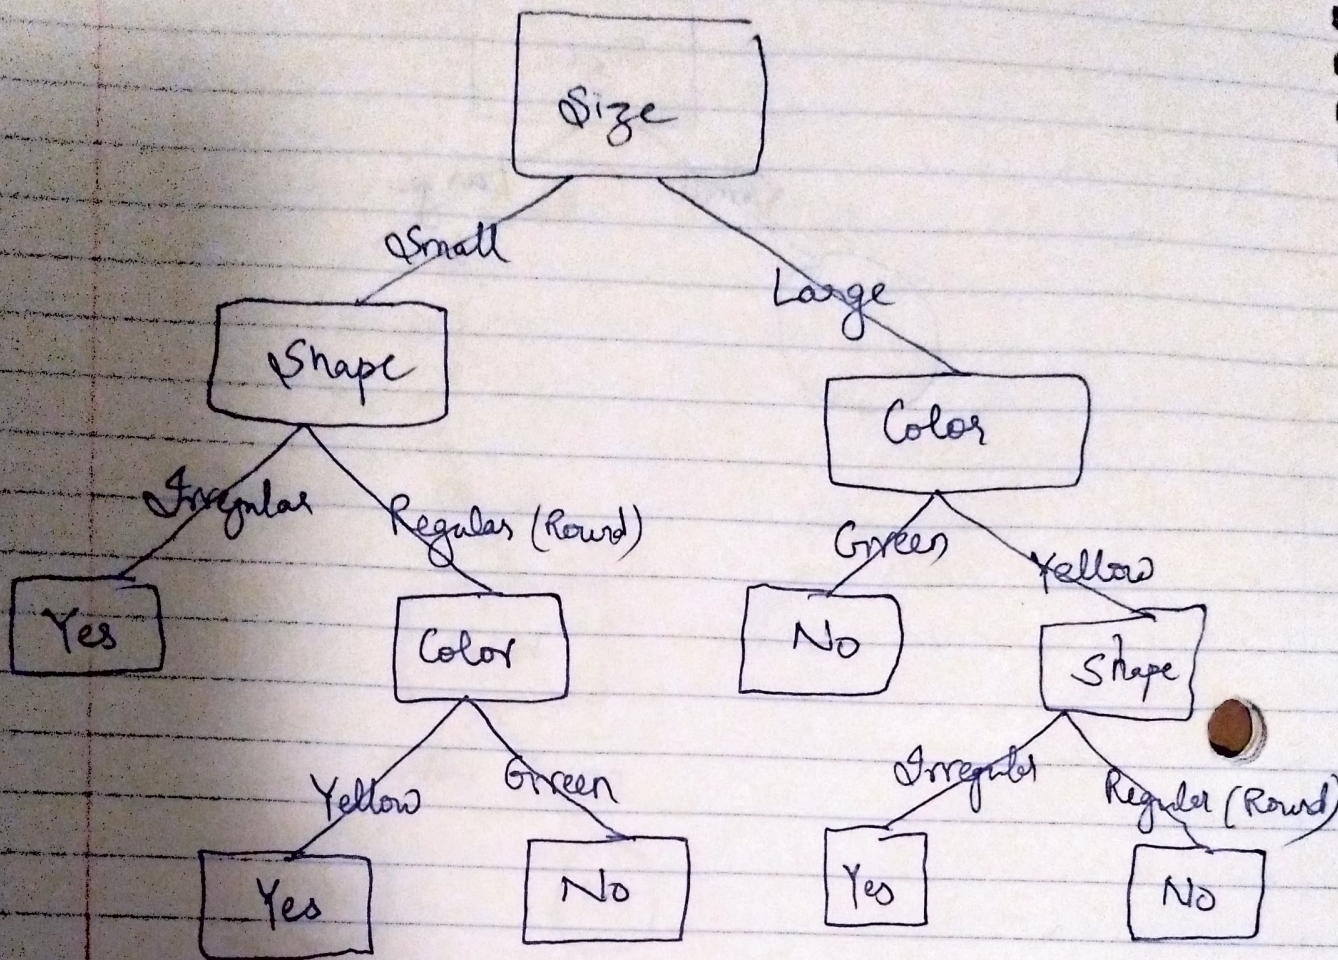 Size
Small
Large
Shape
Color
Irregular
Regular (Round)
Green
Yellow
Yes
Color
No
Shape
Yellow
Green
Irregular
Regular (Round)
Yes
No
Yes
No